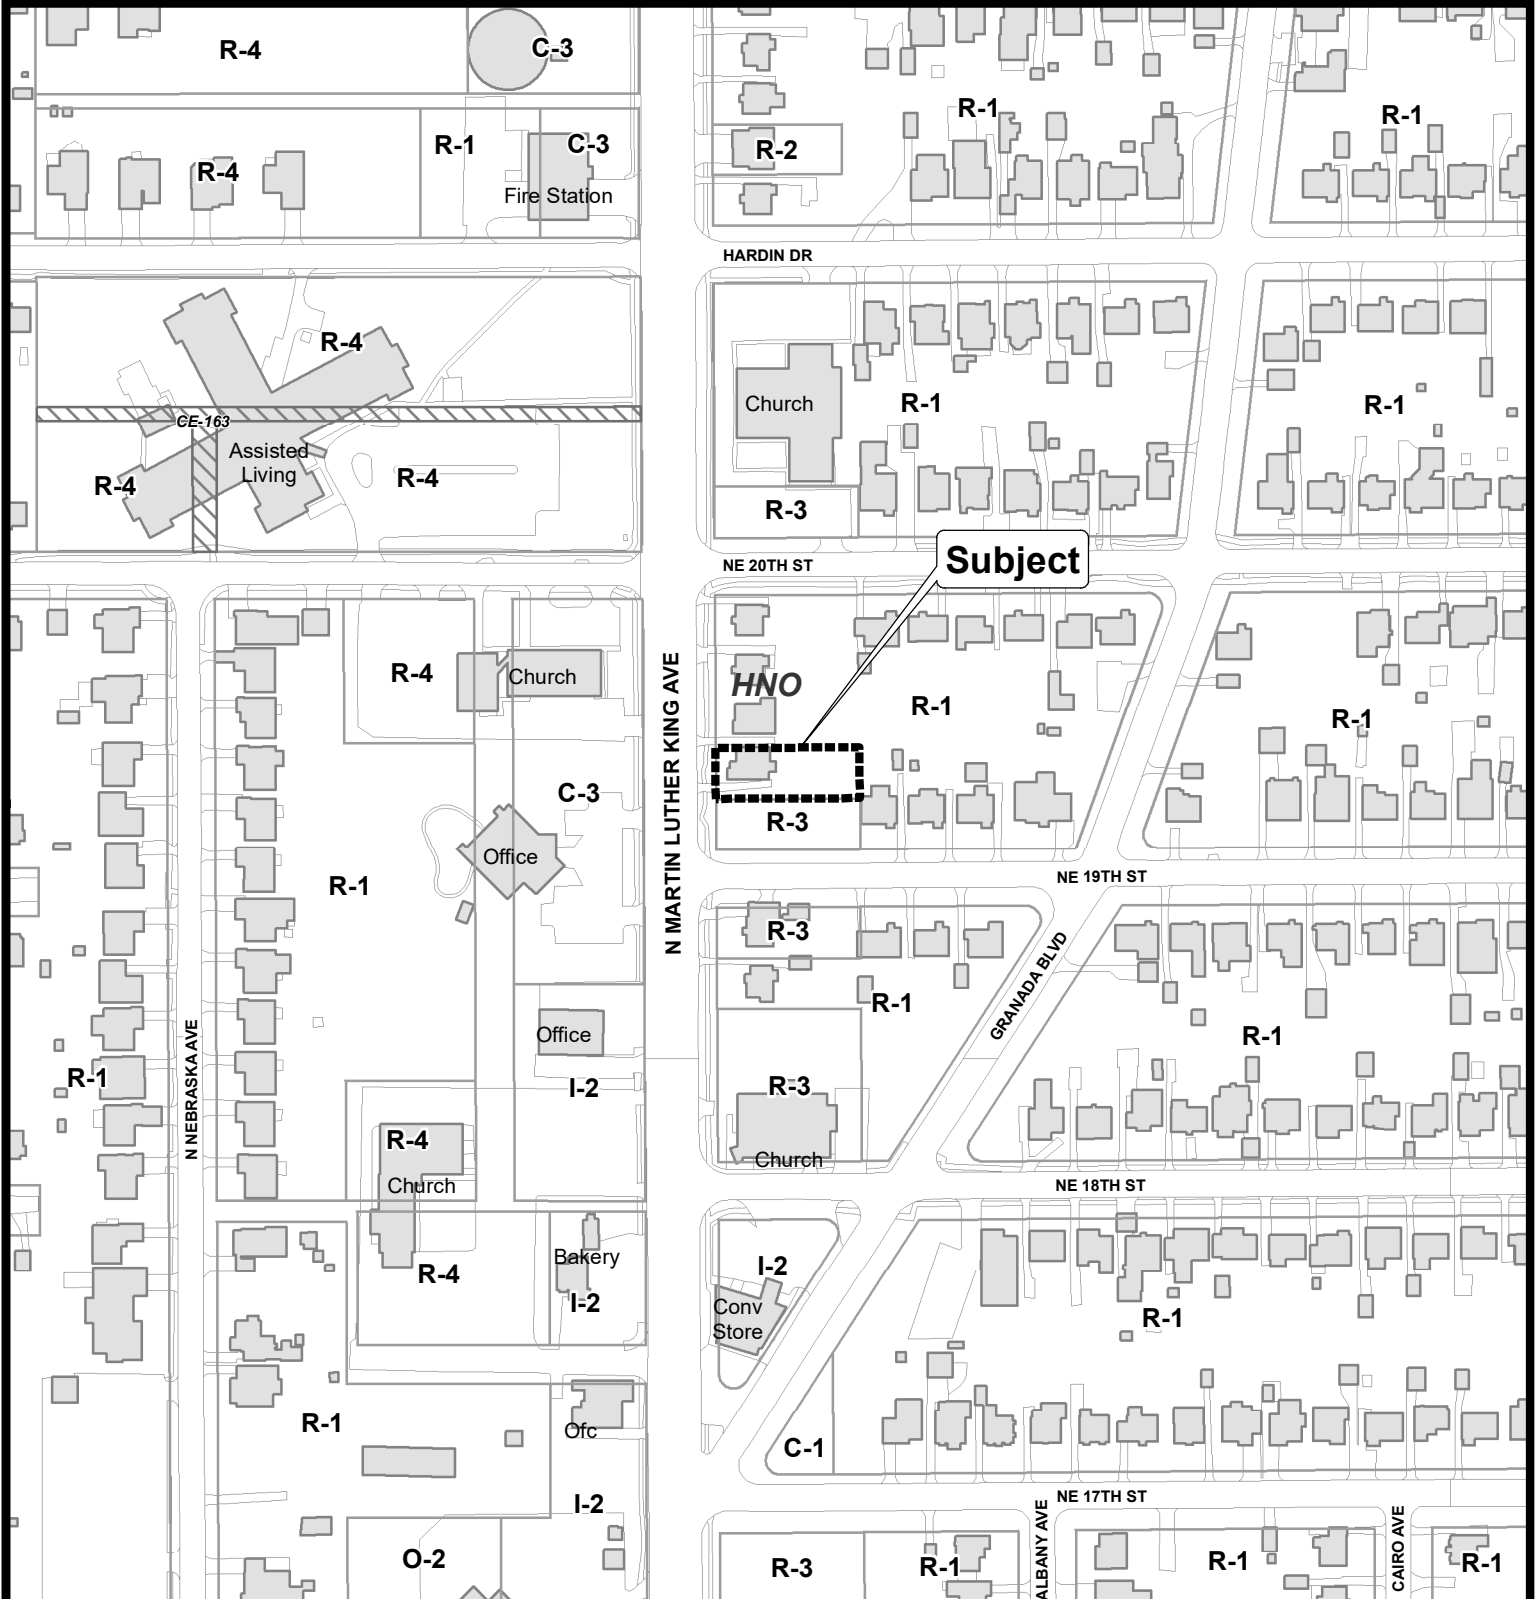 R-4
C-3
R-1
R-1
R-1
C-3
R-2
R-4
Fire Station
HARDIN DR
R-4
Church
R-1
R-1
CE-163
Assisted
Living
R-4
R-4
R-3
NE 20TH ST
Subject
R-4
Church
HNO
R-1
R-1
N MARTIN LUTHER KING AVE
C-3
R-3
Office
R-1
NE 19TH ST
R-3
GRANADA BLVD
R-1
Office
R-1
N NEBRASKA AVE
R-1
I-2
R-3
R-4
Church
Church
NE 18TH ST
Bakery
I-2
R-4
I-2
Conv
Store
R-1
R-1
Ofc
C-1
I-2
NE 17TH ST
ALBANY AVE
CAIRO AVE
O-2
R-3
R-1
R-1
R-1